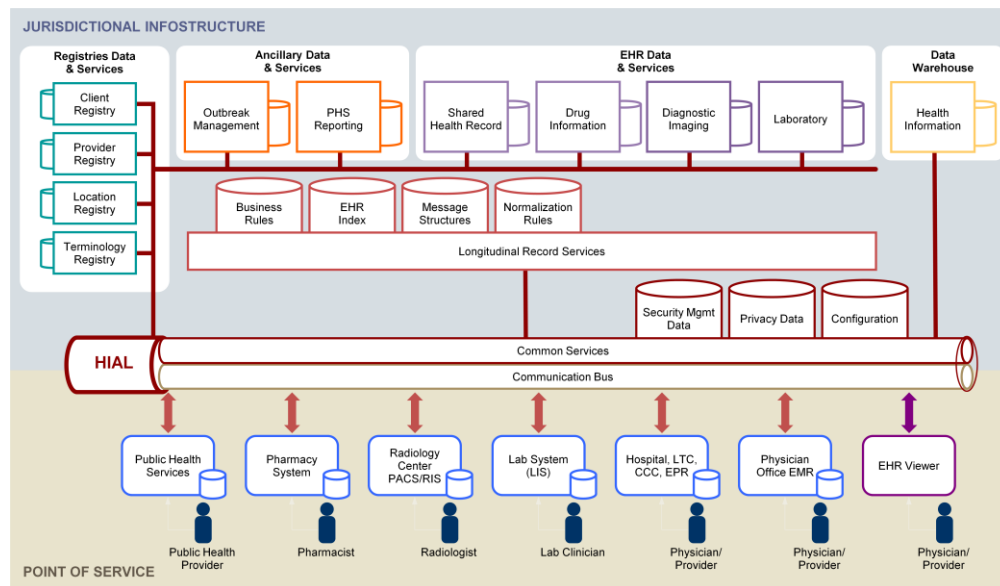 JURISDICTIONAL INFOSTRUCTURE
Registries Data
& Services
Ancillary Data
& Services
EHR Data
& Services
Data
Warehouse
Client
Registry
Provider
Registry
Location
Registry
Terminology
Registry
Outbreak
Management
PHS
Reporting
Shared
Health Record
Drug
Information
Diagnostic
Imaging
Laboratory
Health
Information
Business
Rules
EHR
Index
Message
Structures
Normalization
Rules
Longitudinal Record Services
Security Mgmt
Data
Privacy Data
Configuration
HIAL
Common Services
Communication Bus
Public Health
Services
Pharmacy
System
Radiology
Center
PACS/RIS
Lab System
(LIS)
Hospital, LTC,
CCC, EPR
Physician
Office EMR
EHR Viewer
Public Health
Provider
Pharmacist
Radiologist
Lab Clinician
Physician/
Provider
Physician/
Provider
Physician/
Provider
POINT OF SERVICE